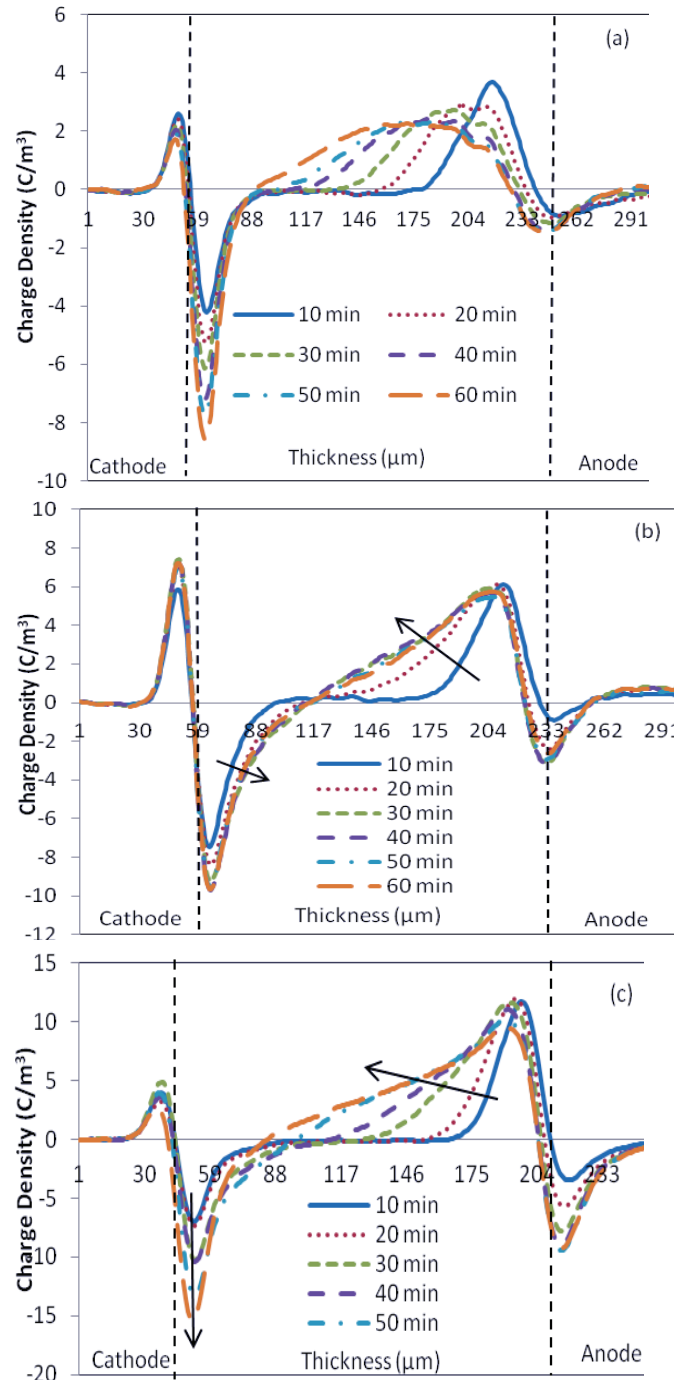 (a)
6
4
2
0
-2
-4
-6
-8
-10
Charge Density (C/m³)
1 30 59 88 117 146 175 204 233 262 291
10 min 20 min
30 min 40 min
50 min 60 min
Cathode Thickness (μm) Anode
(b)
10
8
6
4
2
0
-2
-4
-6
-8
-10
-12
Charge Density (C/m³)
1 30 59 88 117 146 175 204 233 262 291
10 min
20 min
30 min
40 min
50 min
60 min
Cathode Thickness (μm) Anode
(c)
15
10
5
0
-5
-10
-15
-20
Charge Density (C/m³)
1 30 59 88 117 146 175 204 233
10 min
20 min
30 min
40 min
50 min
Cathode Thickness (μm) Anode